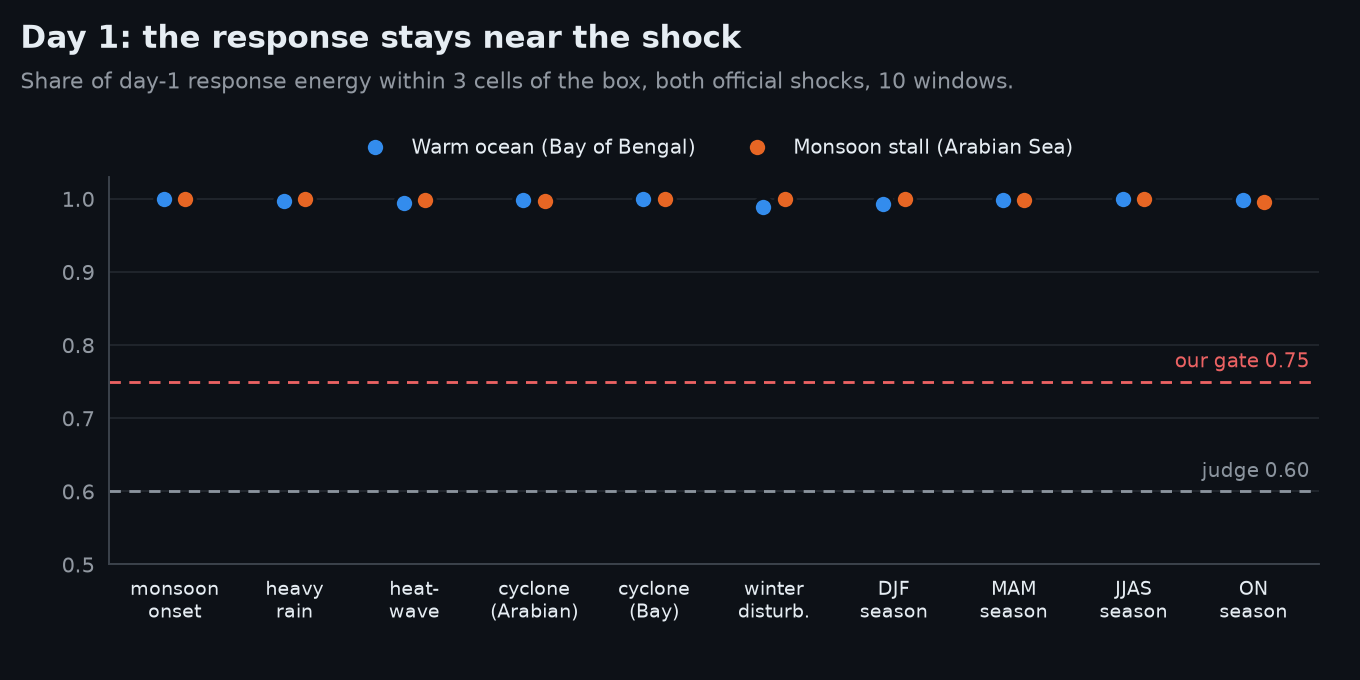 Day 1: the response stays near the shock
Share of day-1 response energy within 3 cells of the box, both official shocks, 10 windows.
Warm ocean (Bay of Bengal)
Monsoon stall (Arabian Sea)
1.0
0.9
0.8
our gate 0.75
0.7
judge 0.60
0.6
0.5
monsoon
onset
heavy
rain
heat-
wave
cyclone
(Arabian)
cyclone
(Bay)
winter
disturb.
DJF
season
MAM
season
JJAS
season
ON
season